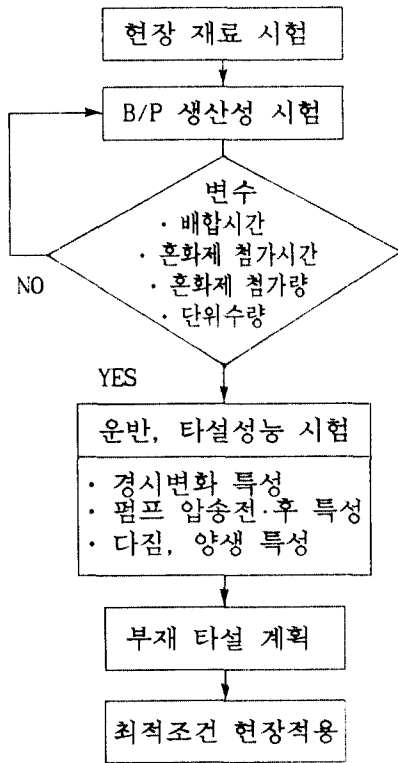 현장 재료 시험
B/P 생산성 시험
변수
· 배합시간
· 혼화제 첨가시간
· 혼화제 첨가량
· 단위수량
NO
YES
운반, 타설성능 시험
· 경시변화 특성
· 펌프 압송전·후 특성
· 다짐, 양생 특성
부재 타설 계획
최적조건 현장적용